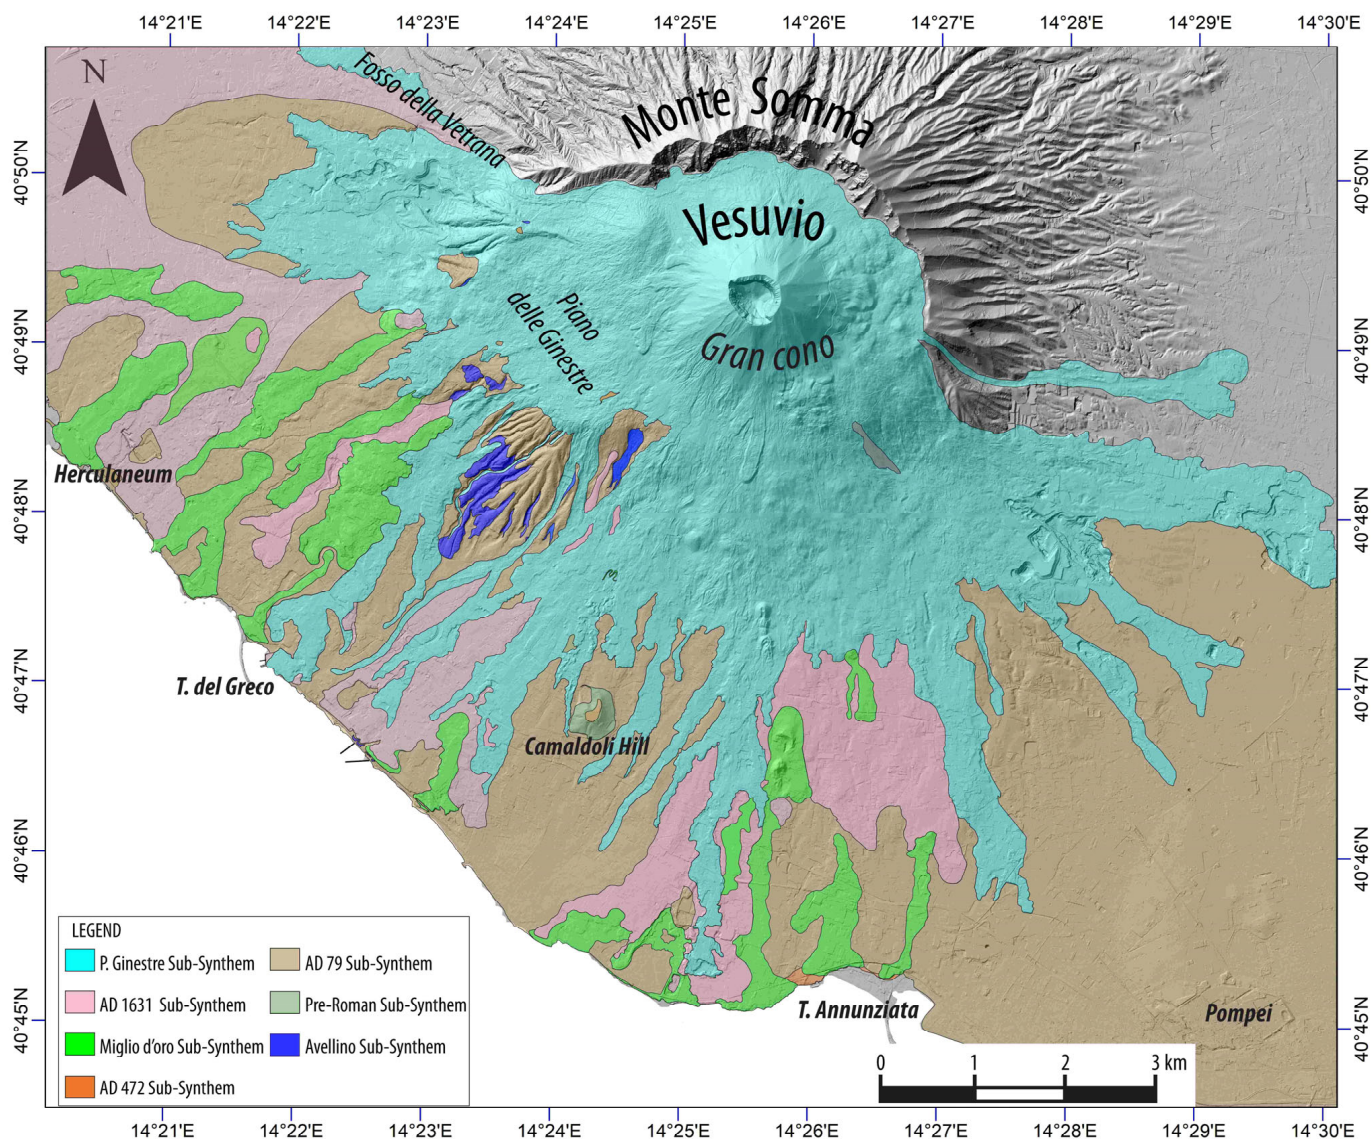 14°21'E 14°22'E 14°23'E 14°24'E 14°25'E 14°26'E 14°27'E 14°28'E 14°29'E 14°30'E
N
Fosso della Vetrana
Monte Somma
40°50'N
40°50'N
Vesuvio
Piano
delle Ginestre
Gran cono
40°49'N
40°49'N
Herculaneum
40°48'N
40°48'N
T. del Greco
40°47'N
40°47'N
Camaldoli Hill
40°46'N
40°46'N
LEGEND
P. Ginestre Sub-Synthem
AD 1631 Sub-Synthem
Miglio d'oro Sub-Synthem
AD 472 Sub-Synthem
AD 79 Sub-Synthem
Pre-Roman Sub-Synthem
Avellino Sub-Synthem
T. Annunziata
Pompei
40°45'N
40°45'N
0 1 2 3 km
14°21'E 14°22'E 14°23'E 14°24'E 14°25'E 14°26'E 14°27'E 14°28'E 14°29'E 14°30'E